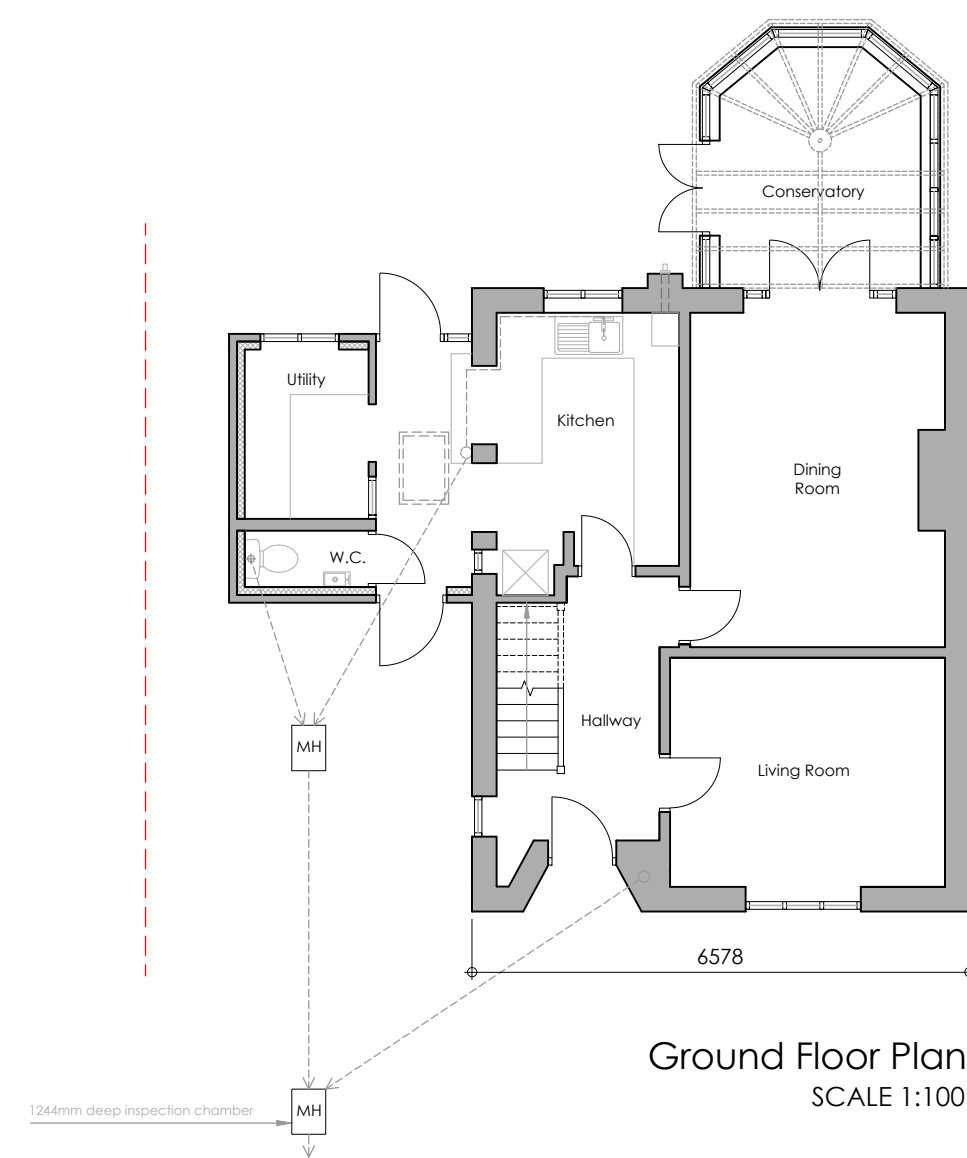 Conservatory
Utility
Kitchen
Dining
Room
W.C.
Hallway
MH
Living Room
6578
Ground Floor Plan
SCALE 1:100
1244mm deep inspection chamber
MH